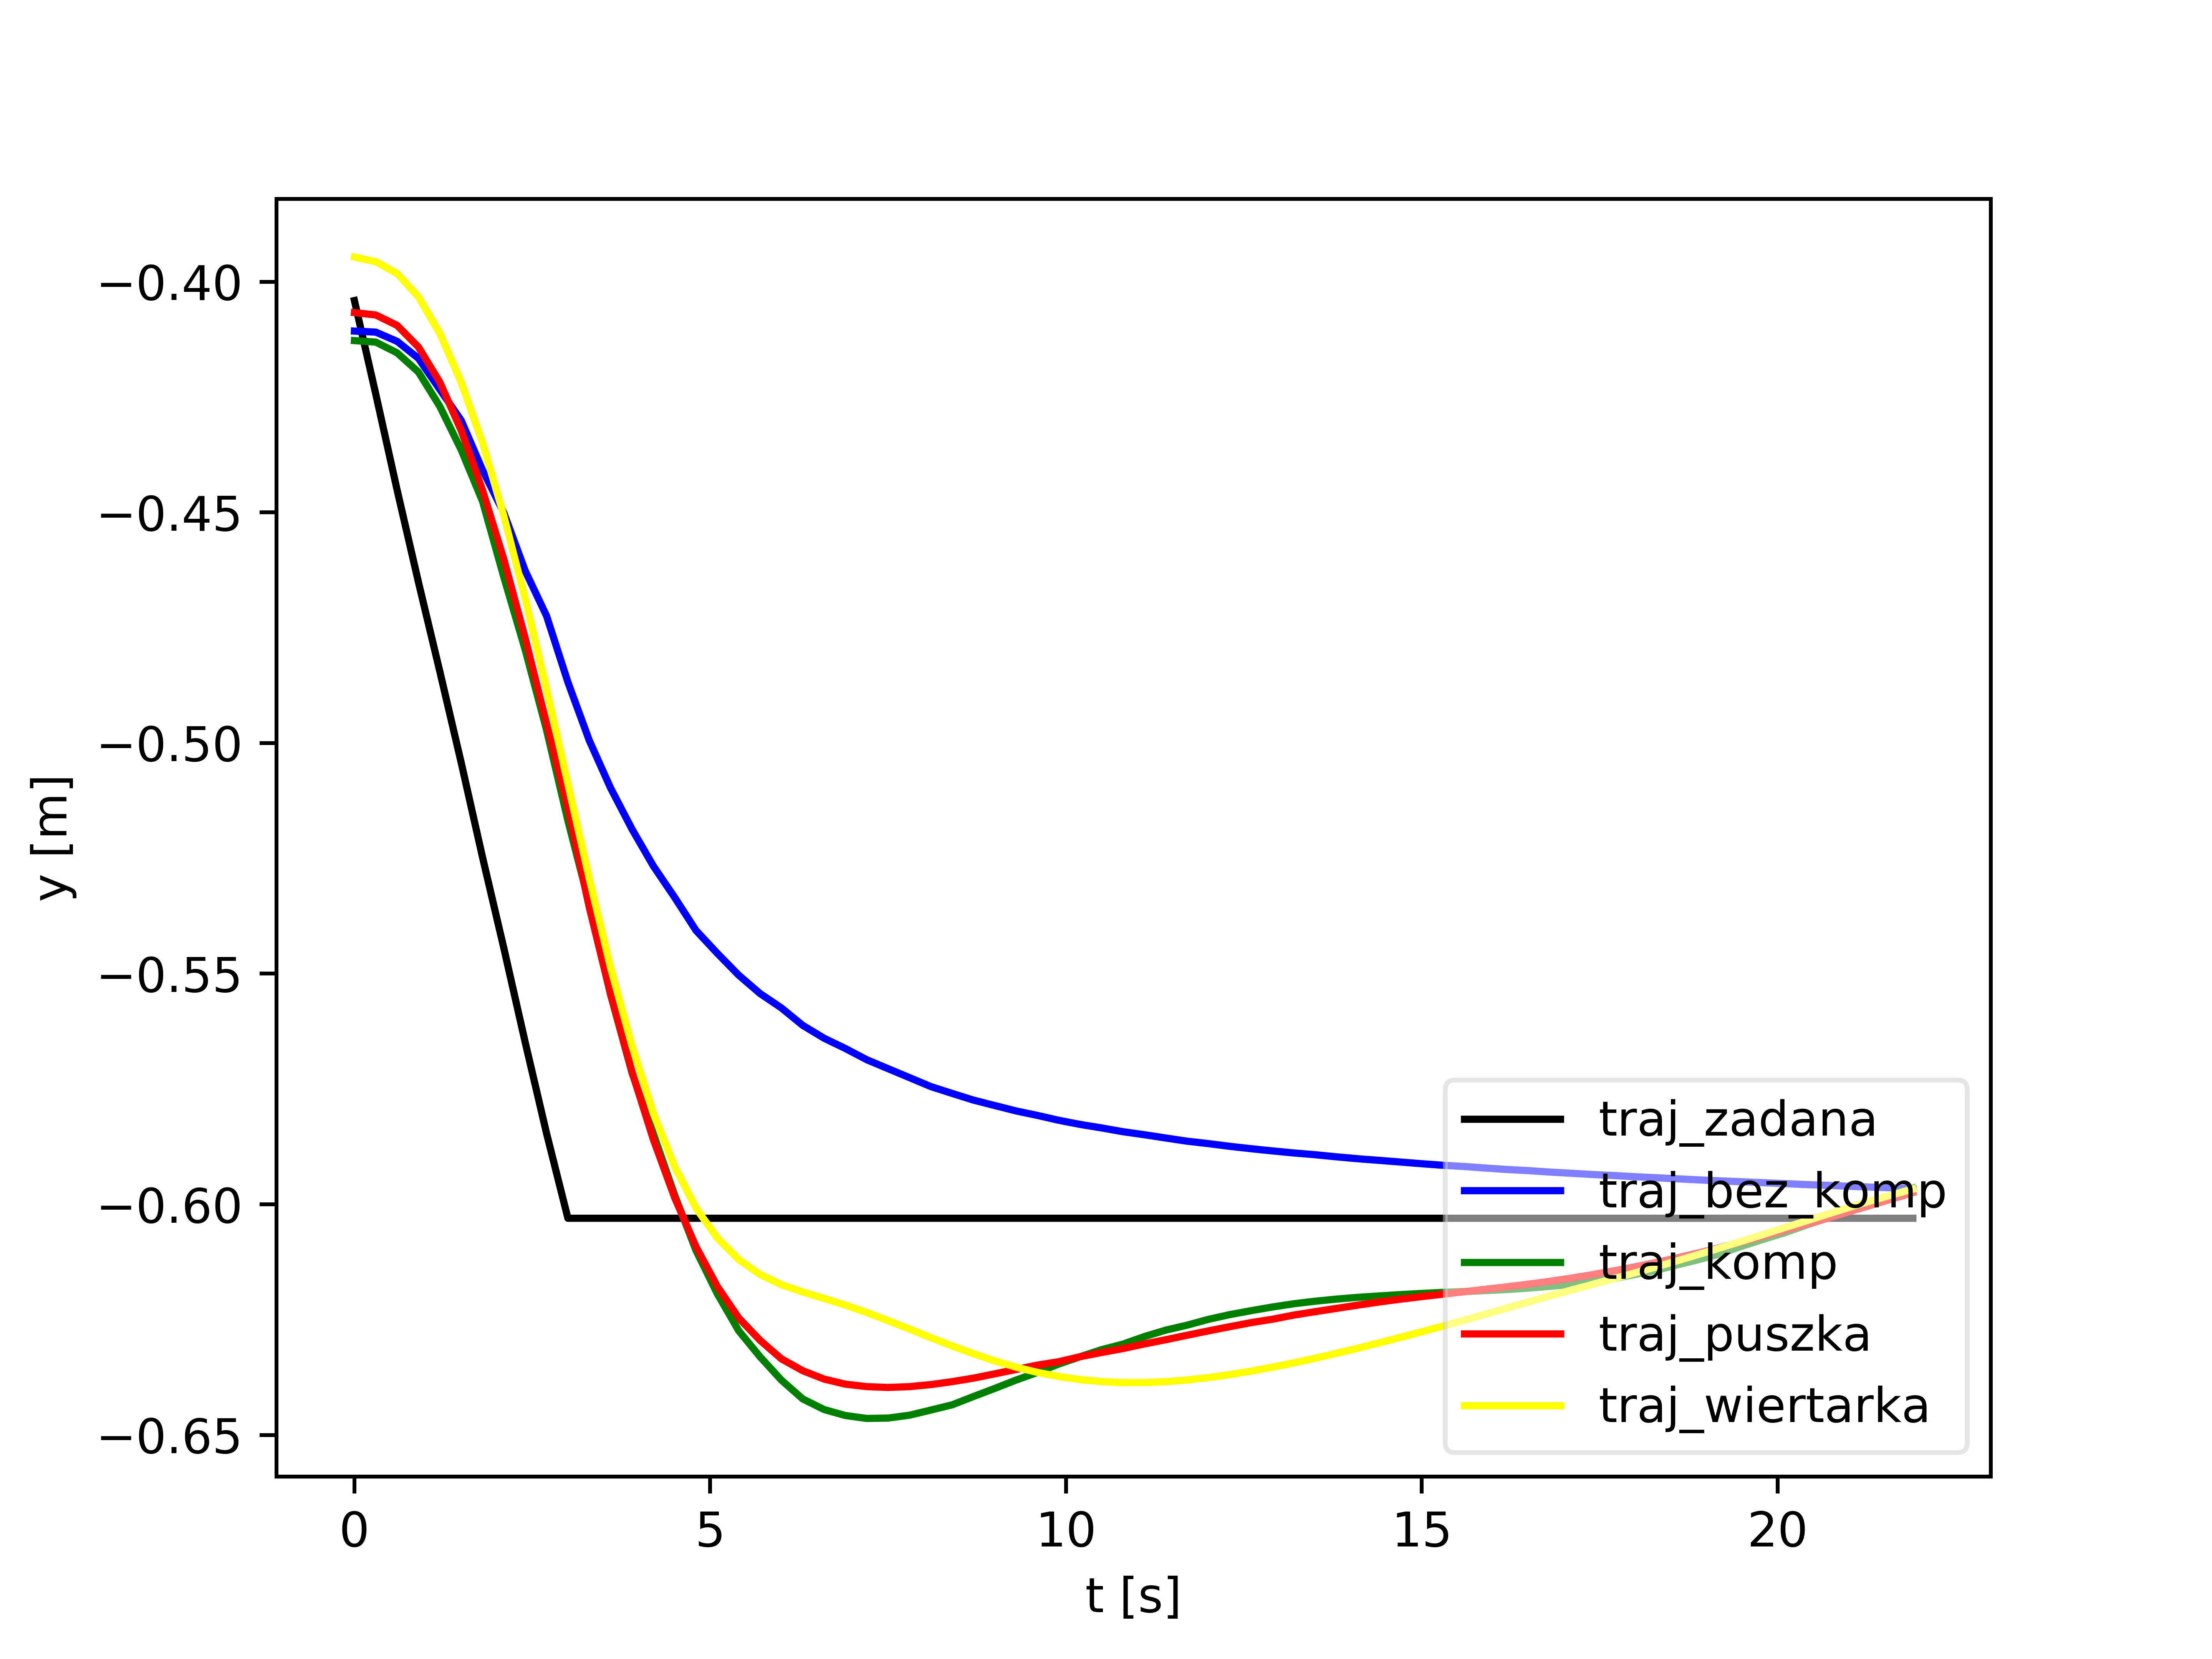 −0.40
−0.45
−0.50
−0.55
−0.60
−0.65
y [m]
0 5 10 15 20
t [s]
traj_zadana
traj_bez_komp
traj_komp
traj_puszka
traj_wiertarka